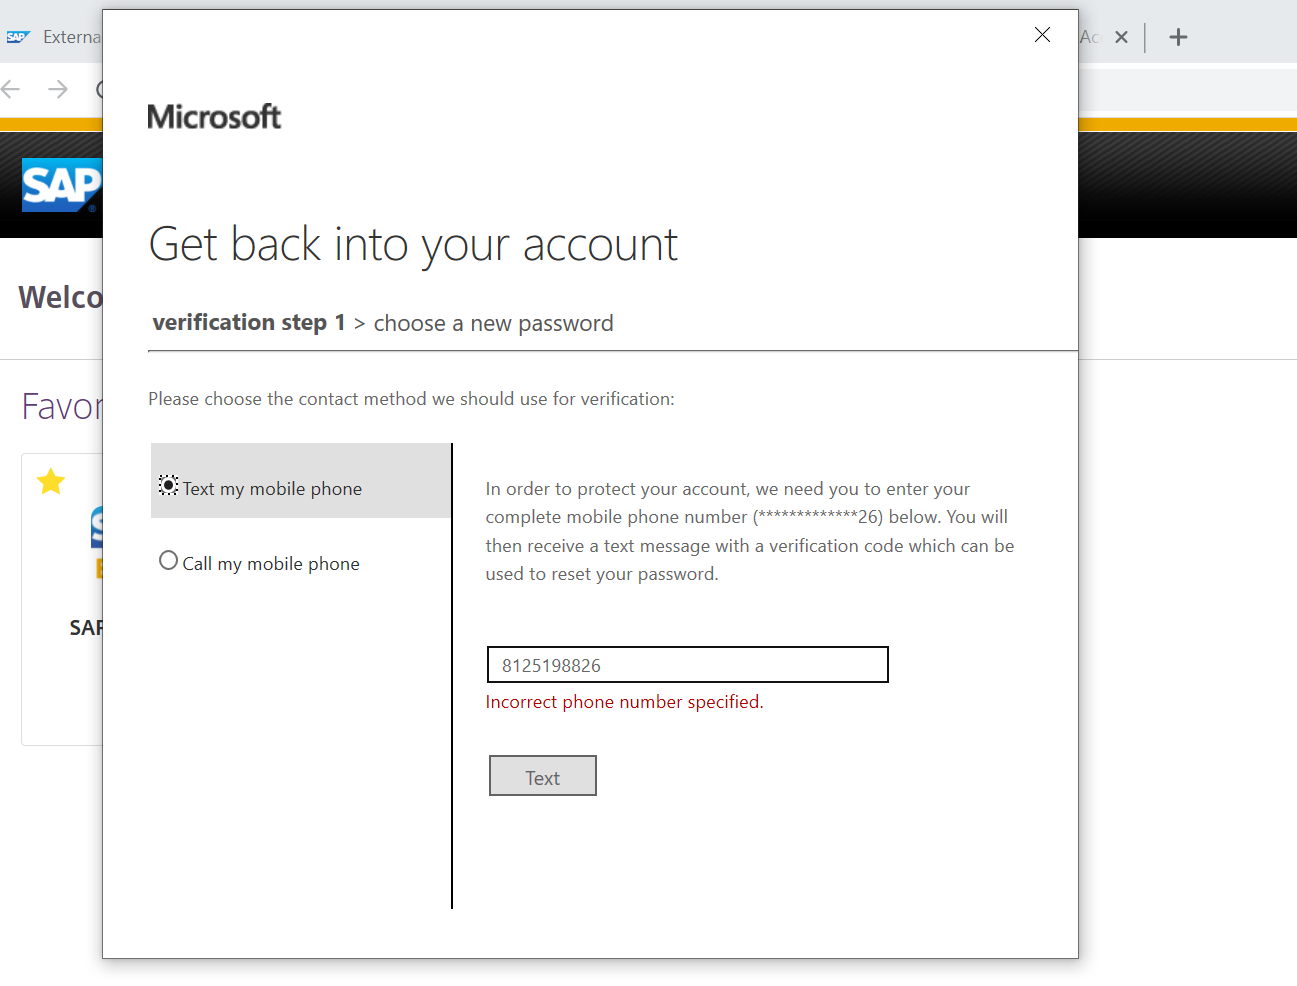 SAP Externa
Ac
Microsoft
SAP
®
Get back into your account
Welco
verification step 1 > choose a new password
Favor
Please choose the contact method we should use for verification:
Text my mobile phone
Call my mobile phone
In order to protect your account, we need you to enter your
complete mobile phone number (*************26) below. You will
then receive a text message with a verification code which can be
used to reset your password.
SAP
8125198826
Incorrect phone number specified.
Text